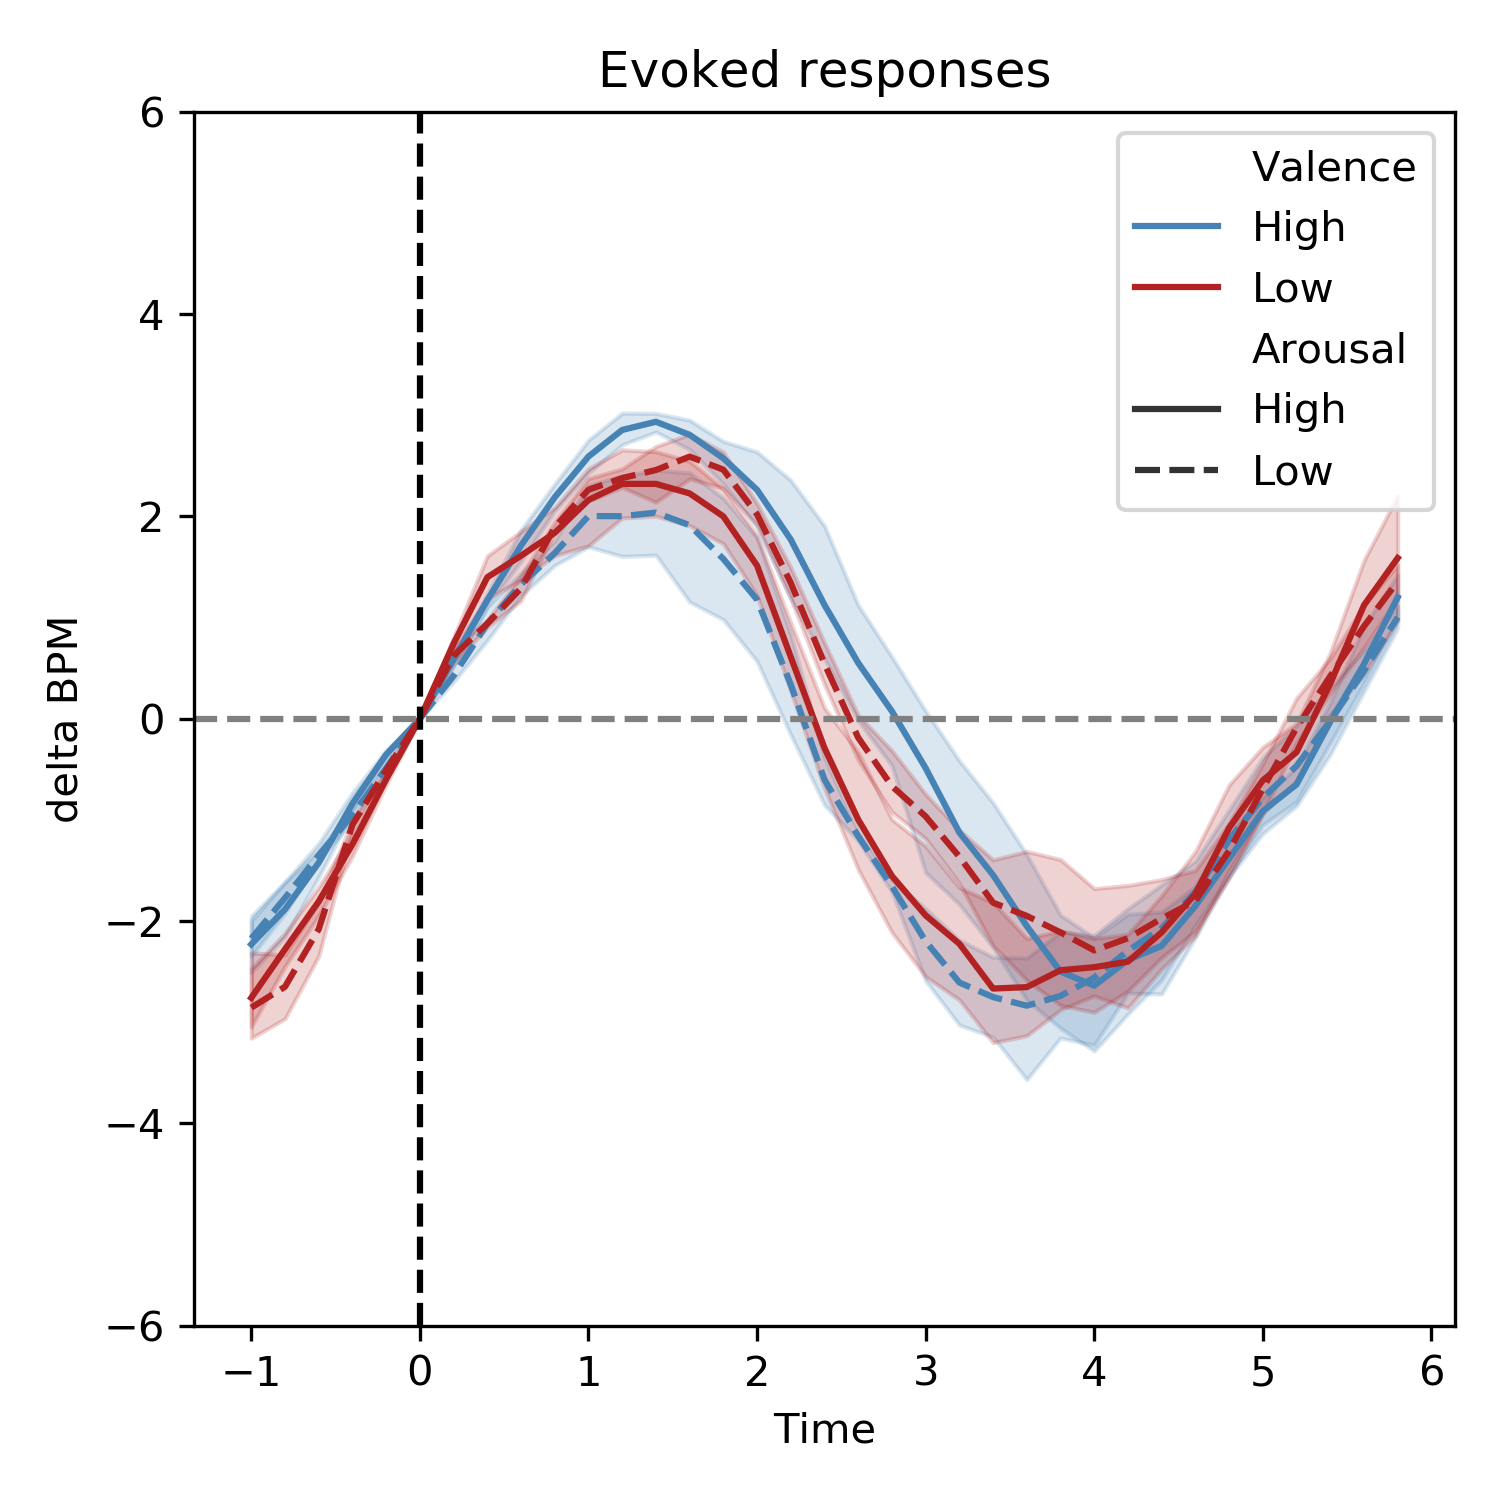 Evoked responses
6
4
2
0
−2
−4
−6
delta BPM
Valence
High
Low
Arousal
High
Low
−1 0 1 2 3 4 5 6
Time